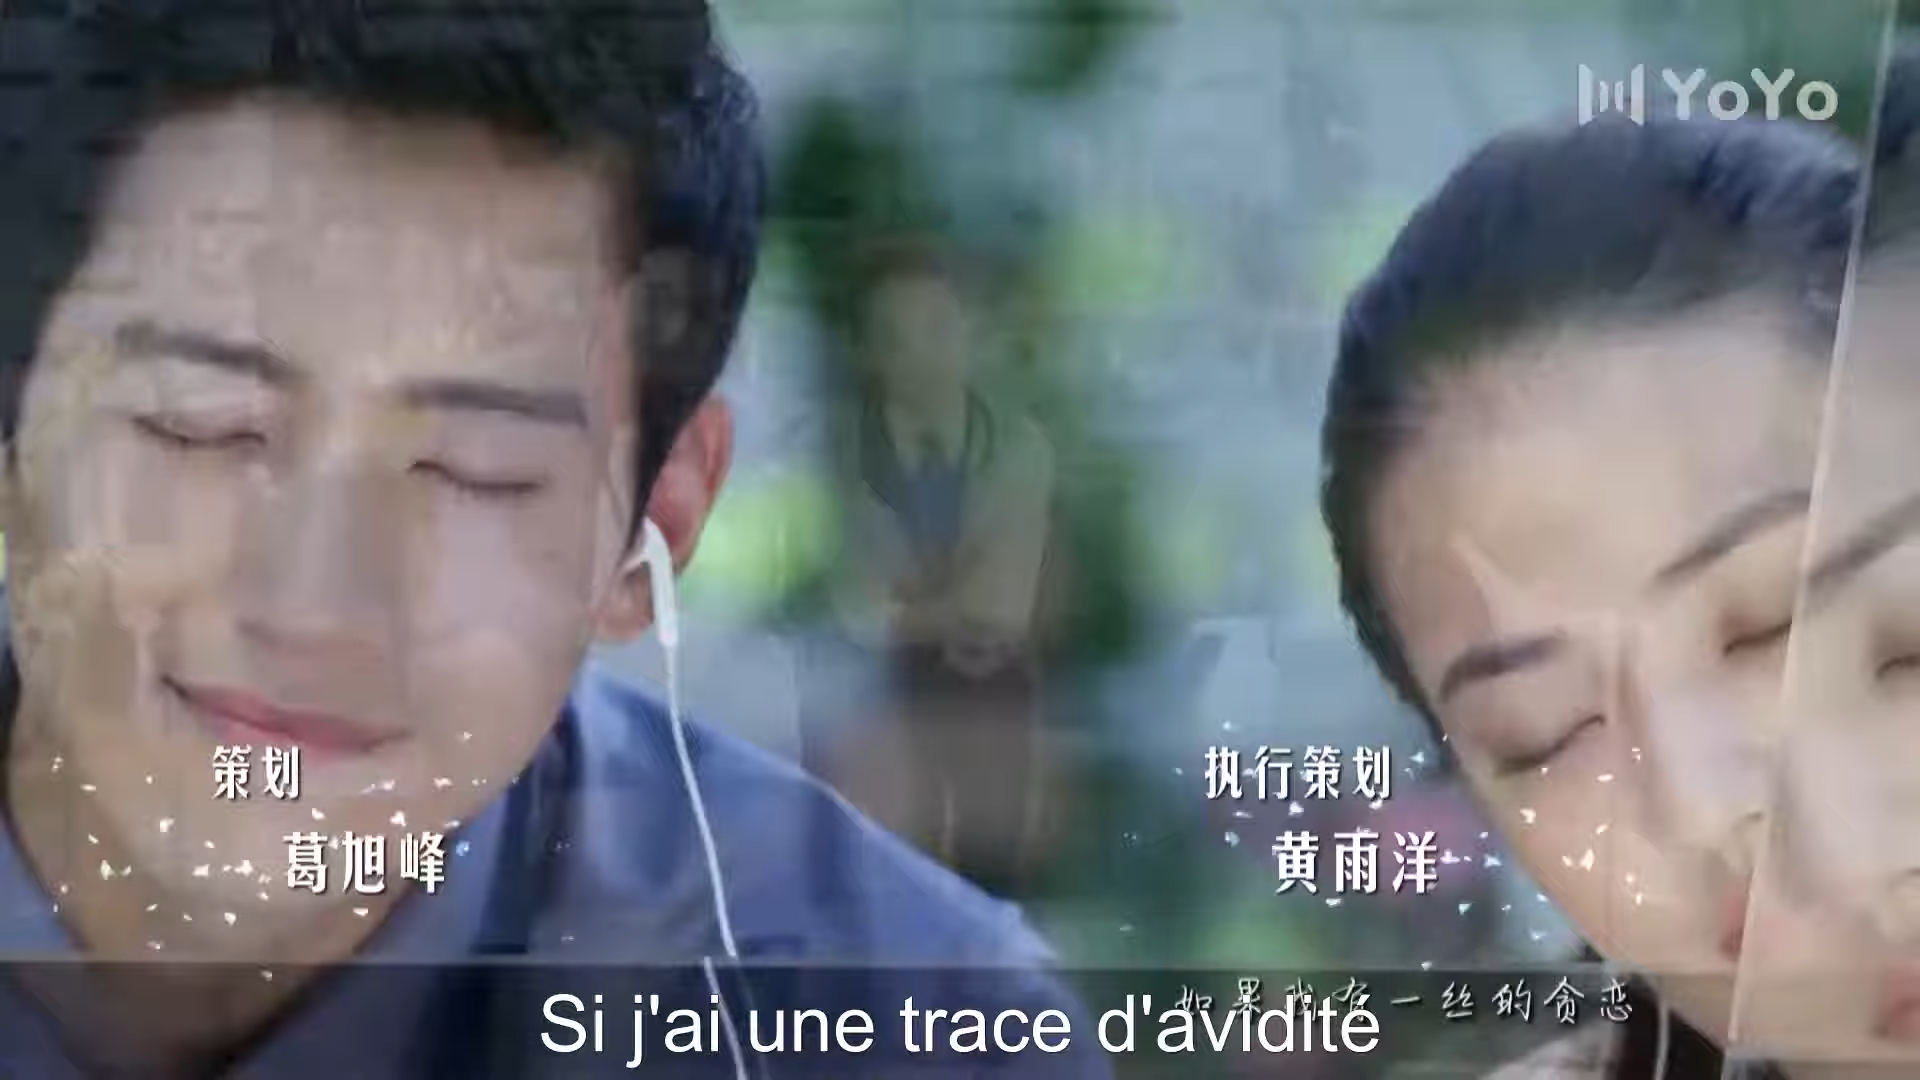 YoYo
策划
葛旭峰
执行策划
黄雨洋
如果我有一丝的贪恋
Si j'ai une trace d'avidité